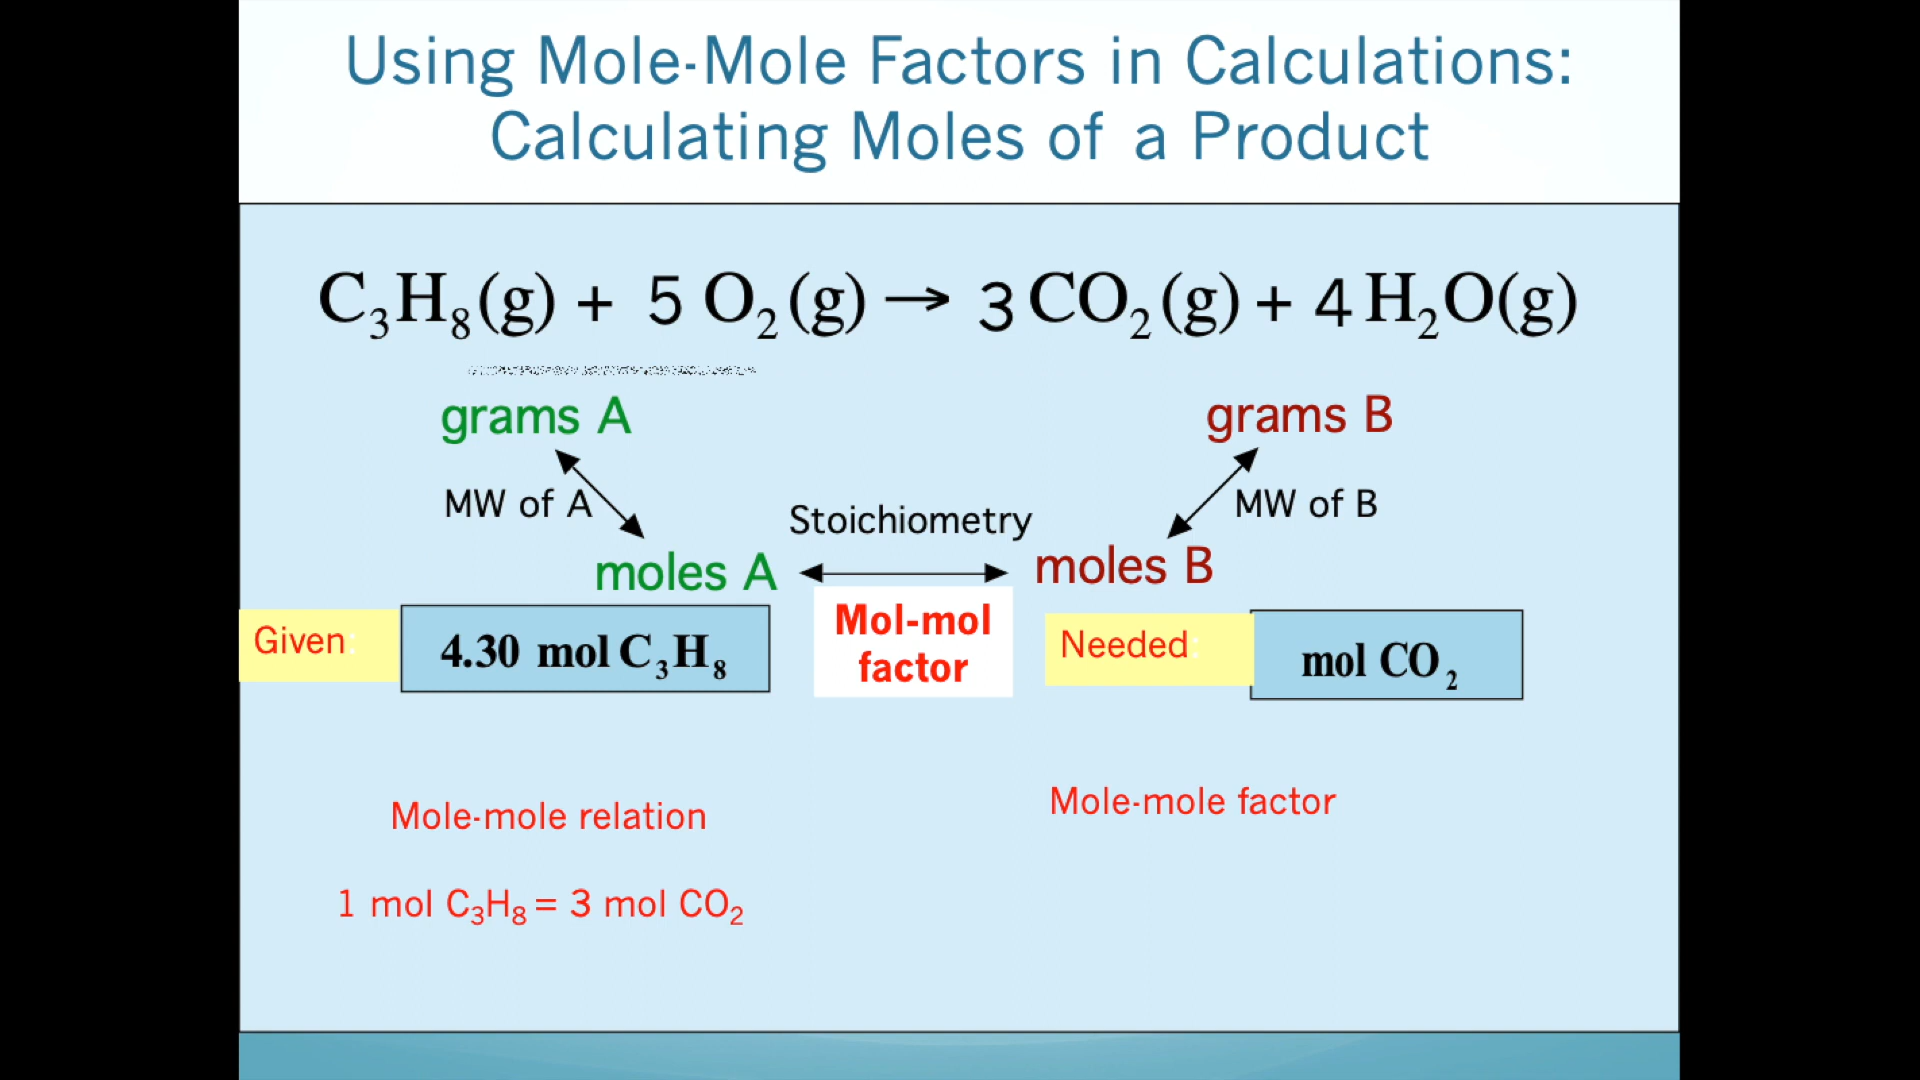 Using Mole-Mole Factors in Calculations:
Calculating Moles of a Product
C₃H₈(g) + 5 O₂(g) → 3 CO₂(g) + 4 H₂O(g)
grams A
grams B
MW of A
MW of B
Stoichiometry
moles A
moles B
Given:
4.30 mol C₃H₈
Mol-mol
factor
Needed:
mol CO₂
Mole-mole relation
Mole-mole factor
1 mol C₃H₈ = 3 mol CO₂